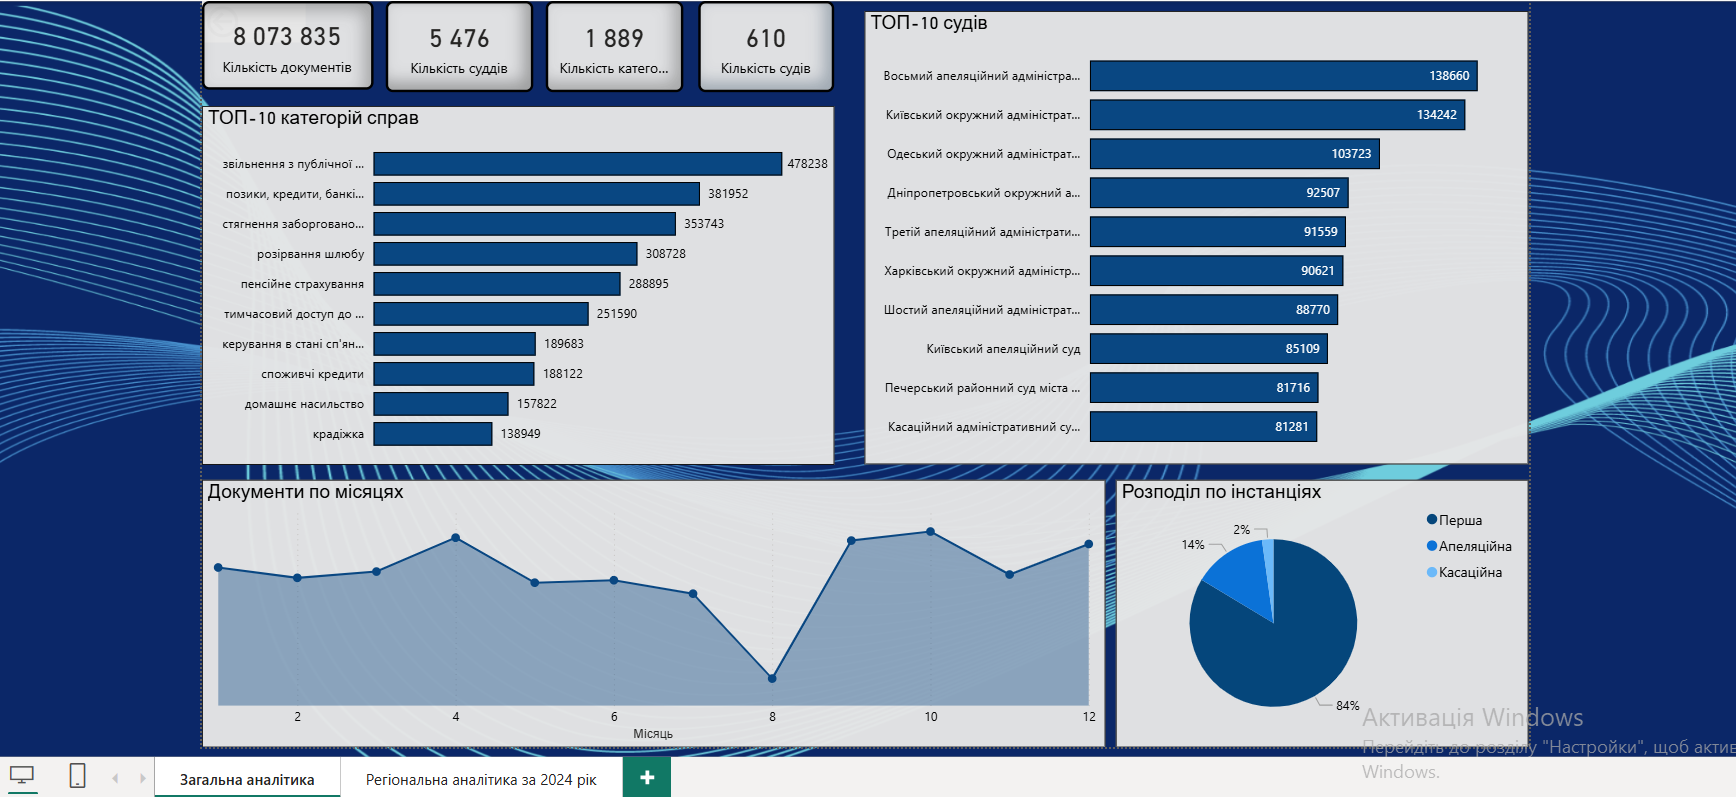 8 073 835
Кількість документів
5 476
Кількість суддів
1 889
Кількість катего...
610
Кількість судів
ТОП-10 категорій справ
звільнення з публічної ... 478238
позики, кредити, банкі... 381952
стягнення заборговано... 353743
розірвання шлюбу 308728
пенсійне страхування 288895
тимчасовий доступ до ... 251590
керування в стані сп'ян... 189683
споживчі кредити 188122
домашнє насильство 157822
крадіжка 138949
ТОП-10 судів
Восьмий апеляційний адміністра... 138660
Київський окружний адміністрат... 134242
Одеський окружний адміністрат... 103723
Дніпропетровський окружний а... 92507
Третій апеляційний адміністрати... 91559
Харківський окружний адміністр... 90621
Шостий апеляційний адміністрат... 88770
Київський апеляційний суд 85109
Печерський районний суд міста ... 81716
Касаційний адміністративний су... 81281
Документи по місяцях
2 4 6 8 10 12
Місяць
Розподіл по інстанціях
2%
14%
84%
Перша
Апеляційна
Касаційна
Активація Windows
Перейдіть до розділу "Настройки", щоб актив
Windows.
Загальна аналітика
Регіональна аналітика за 2024 рік
+